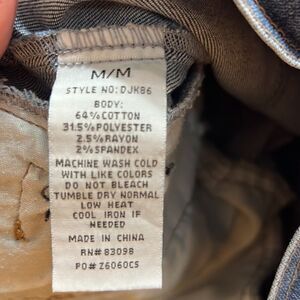 M/M
STYLE NO: DJK86
BODY:
64%COTTON
31.5%POLYESTER
2.5%RAYON
2%SPANDEX
MACHINE WASH COLD
WITH LIKE COLORS
DO NOT BLEACH
TUMBLE DRY NORMAL
LOW HEAT
COOL IRON IF
NEEDED
MADE IN CHINA
RN# 83098
PO# Z6060CS